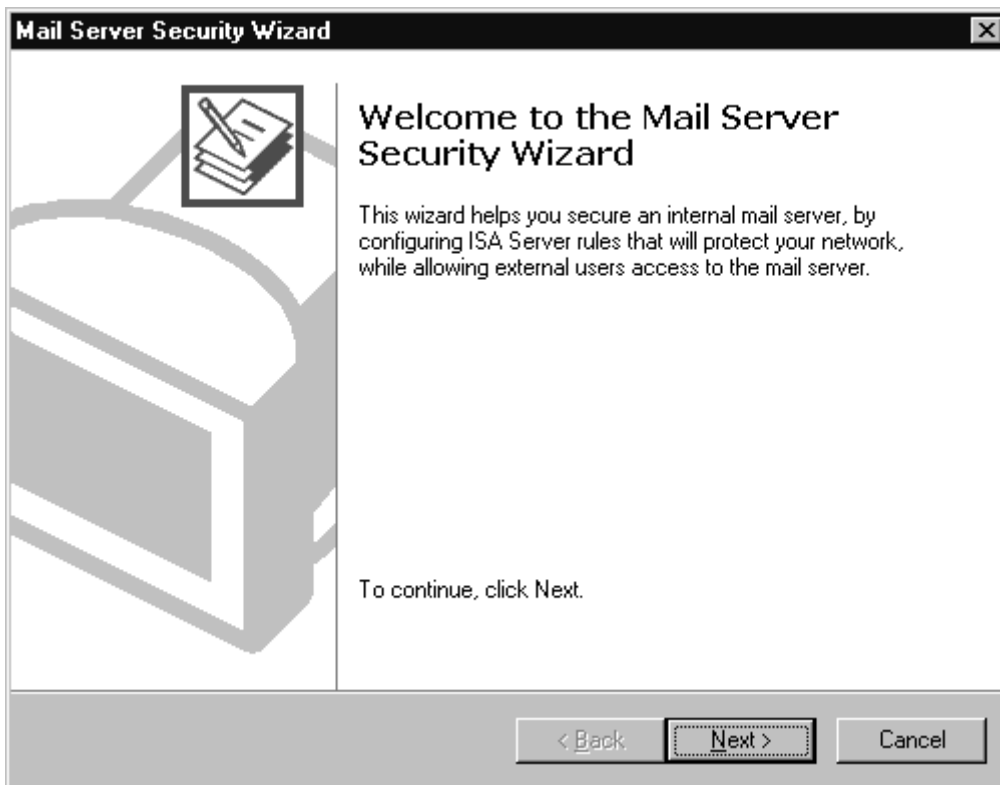 Mail Server Security Wizard
Welcome to the Mail Server
Security Wizard
This wizard helps you secure an internal mail server, by
configuring ISA Server rules that will protect your network,
while allowing external users access to the mail server.
To continue, click Next.
< Back
Next >
Cancel